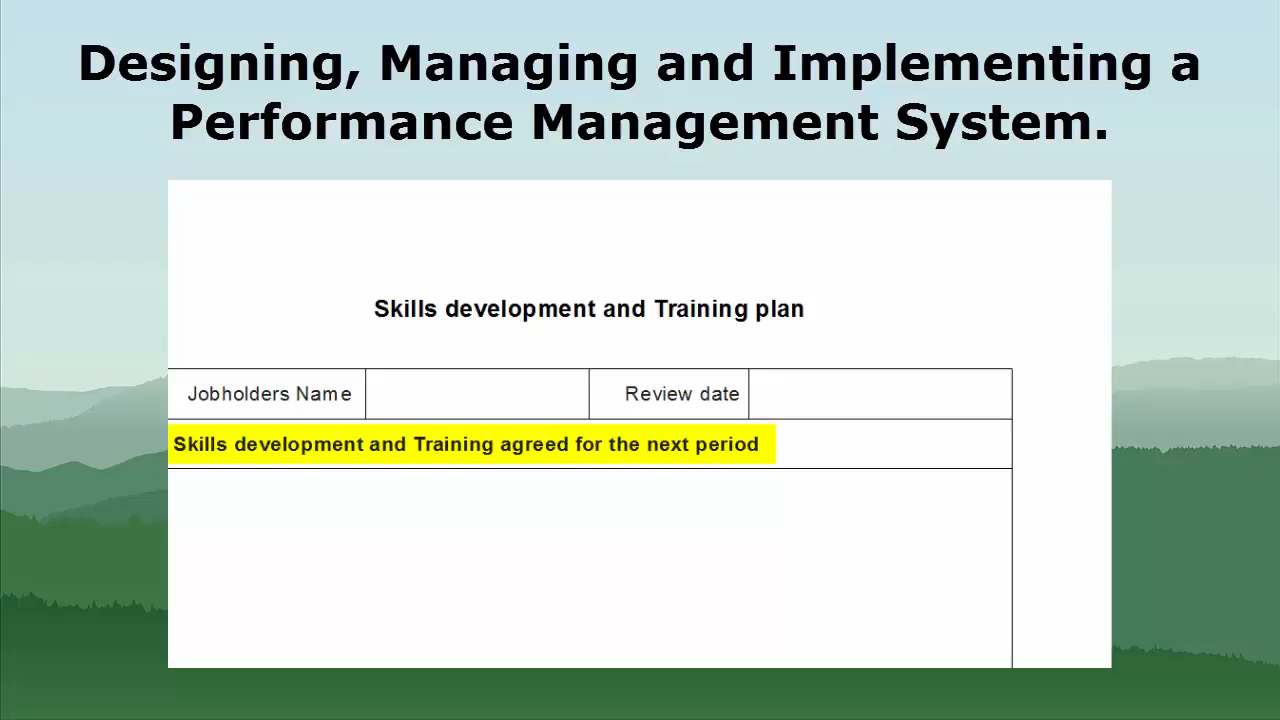 Designing, Managing and Implementing a
Performance Management System.
Skills development and Training plan
Jobholders Name
Review date
Skills development and Training agreed for the next period